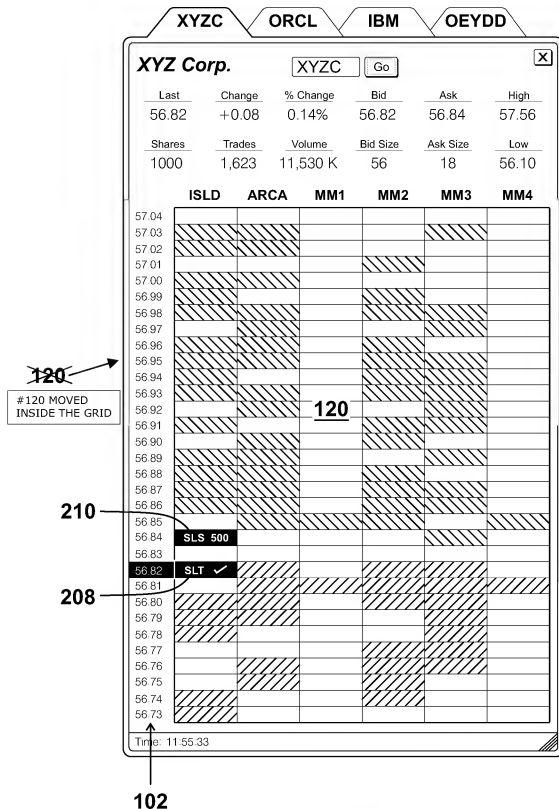 XYZC ORCL IBM OEYDD
XYZ Corp. XYZC Go X
Last Change % Change Bid Ask High
56.82 +0.08 0.14% 56.82 56.84 57.56
Shares Trades Volume Bid Size Ask Size Low
1000 1,623 11,530 K 56 18 56.10
ISLD ARCA MM1 MM2 MM3 MM4
57.04
57.03
57.02
57.01
57.00
56.99
56.98
56.97
56.96
120 56.95
#120 MOVED
INSIDE THE GRID
56.94
56.93
56.92 120
56.91
56.90
56.89
56.88
56.87
56.86
210 56.85
56.84 SLS 500
56.83
56.82 SLT ✓
208 56.81
56.80
56.79
56.78
56.77
56.76
56.75
56.74
56.73
Time: 11:55:33
102